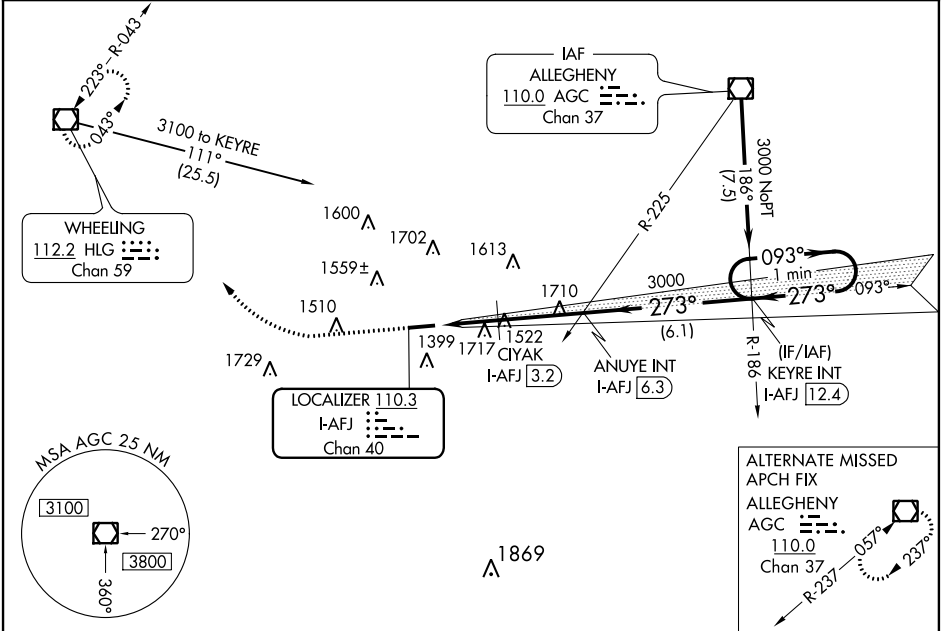 223°
R-043
043°
3100 to KEYRE
111°
(25.5)
WHEELING
112.2 HLG
Chan 59
IAF
ALLEGHENY
110.0 AGC
Chan 37
3000 NoPT
186°
(7.5)
R-225
1600
1702
1613
1559±
1510
1710
3000
093°
1 min
273°
273°
093°
(6.1)
1729
1399
1717
1522
CIYAK
I-AFJ 3.2
ANUYE INT
I-AFJ 6.3
R-186
(IF/IAF)
KEYRE INT
I-AFJ 12.4
LOCALIZER 110.3
I-AFJ
Chan 40
MSA AGC 25 NM
3100
270°
3800
360°
1869
ALTERNATE MISSED
APCH FIX
ALLEGHENY
AGC
110.0
Chan 37
R-237
057°
237°